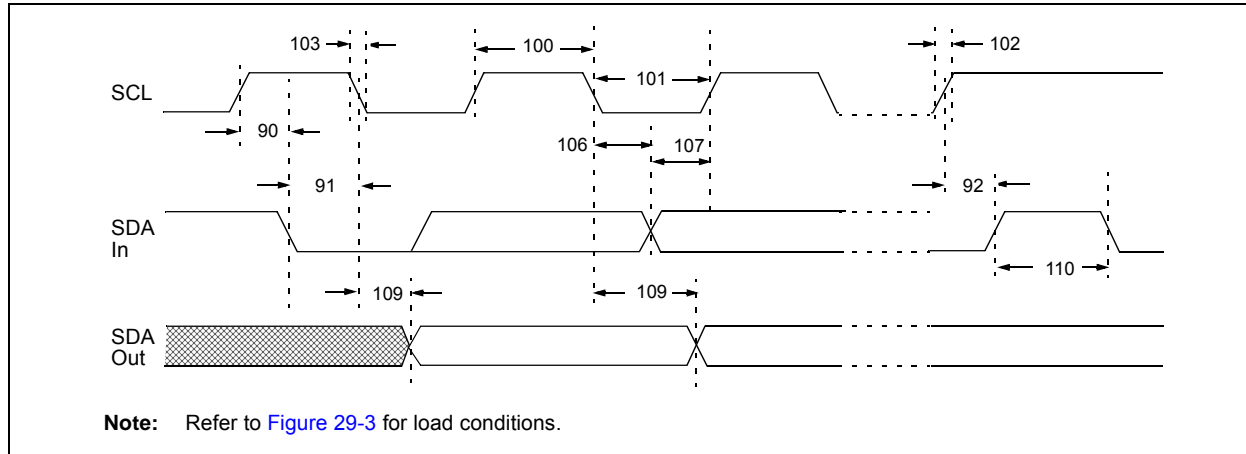 103 100 102
SCL 101
90 106 107
91 92
SDA
In
110
109 109
SDA
Out
Note: Refer to Figure 29-3 for load conditions.